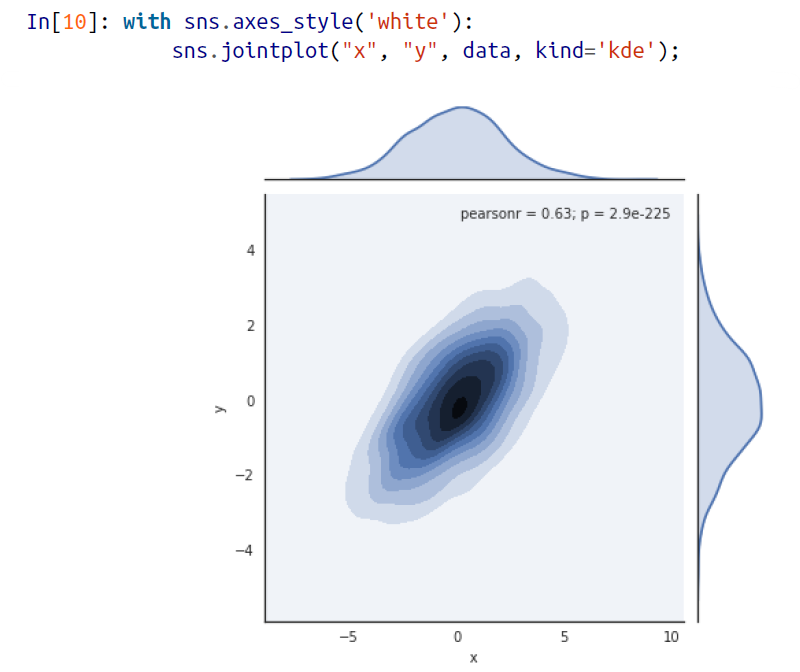 In[10]: with sns.axes_style('white'):
sns.jointplot("x", "y", data, kind='kde');
pearsonr = 0.63; p = 2.9e-225
4
2
0
−2
−4
y
−5 0 5 10
x